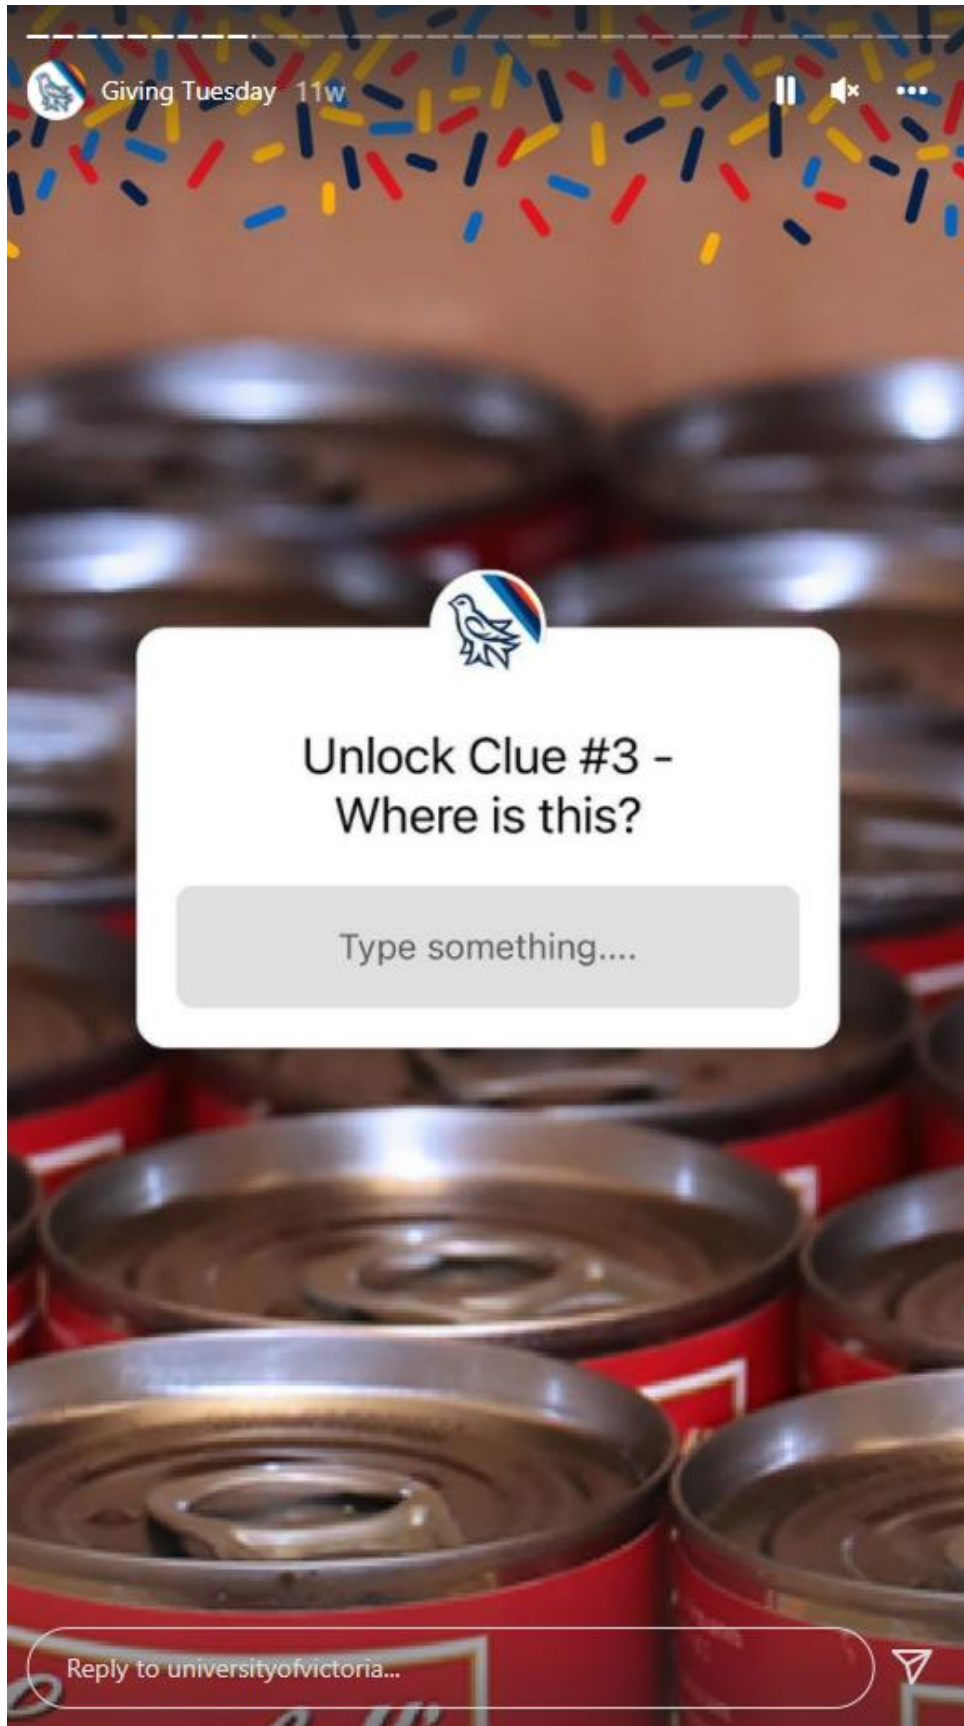 Giving Tuesday 11w
Unlock Clue #3 -
Where is this?
Type something....
Reply to universityofvictoria...